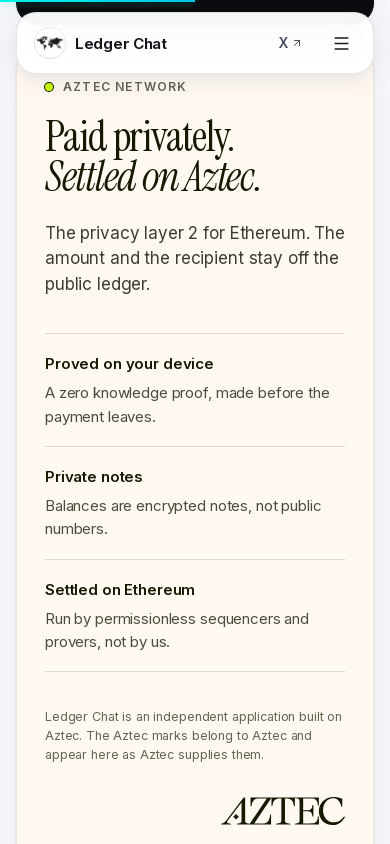 Ledger Chat
X
AZTEC NETWORK
Paid privately.
Settled on Aztec.
The privacy layer 2 for Ethereum. The
amount and the recipient stay off the
public ledger.
Proved on your device
A zero knowledge proof, made before the
payment leaves.
Private notes
Balances are encrypted notes, not public
numbers.
Settled on Ethereum
Run by permissionless sequencers and
provers, not by us.
Ledger Chat is an independent application built on
Aztec. The Aztec marks belong to Aztec and
appear here as Aztec supplies them.
AZTEC